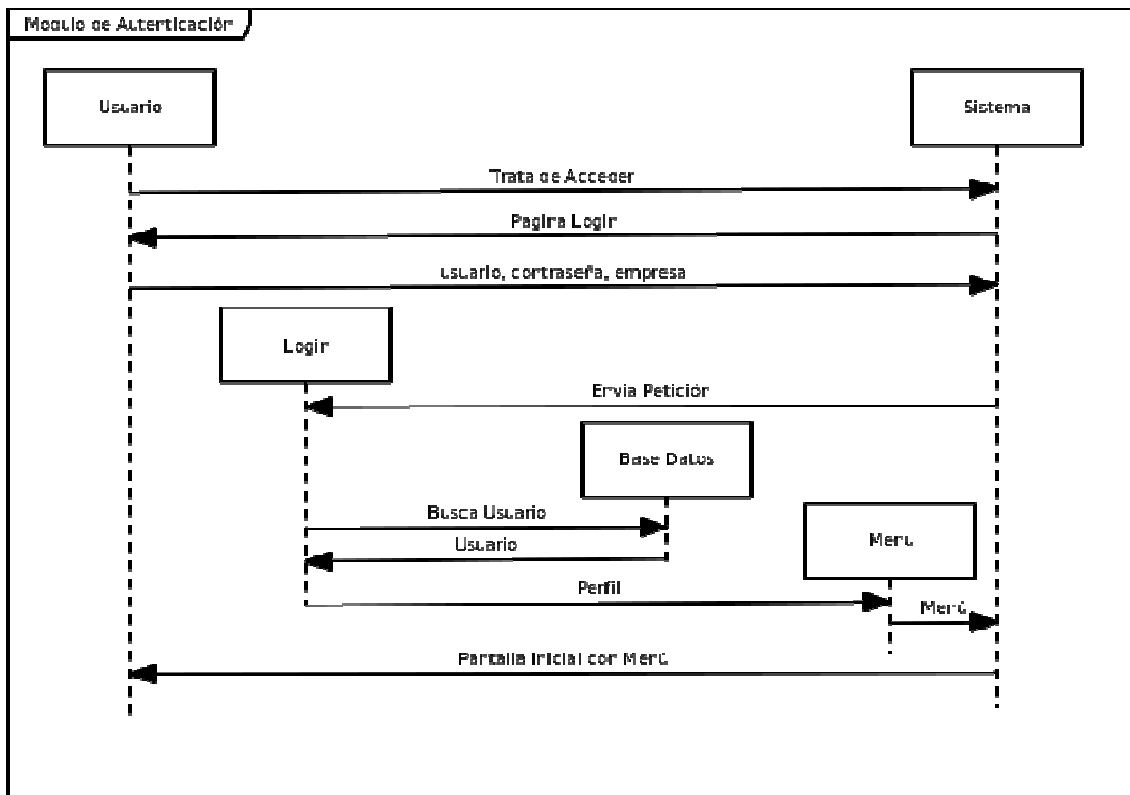 Modulo de Autenticación
Usuario
Sistema
Trata de Acceder
Pagina Login
usuario, contraseña, empresa
Login
Envia Petición
Base Datos
Busca Usuario
Menu
Usuario
Perfil
Menú
Pantalla inicial con Menú